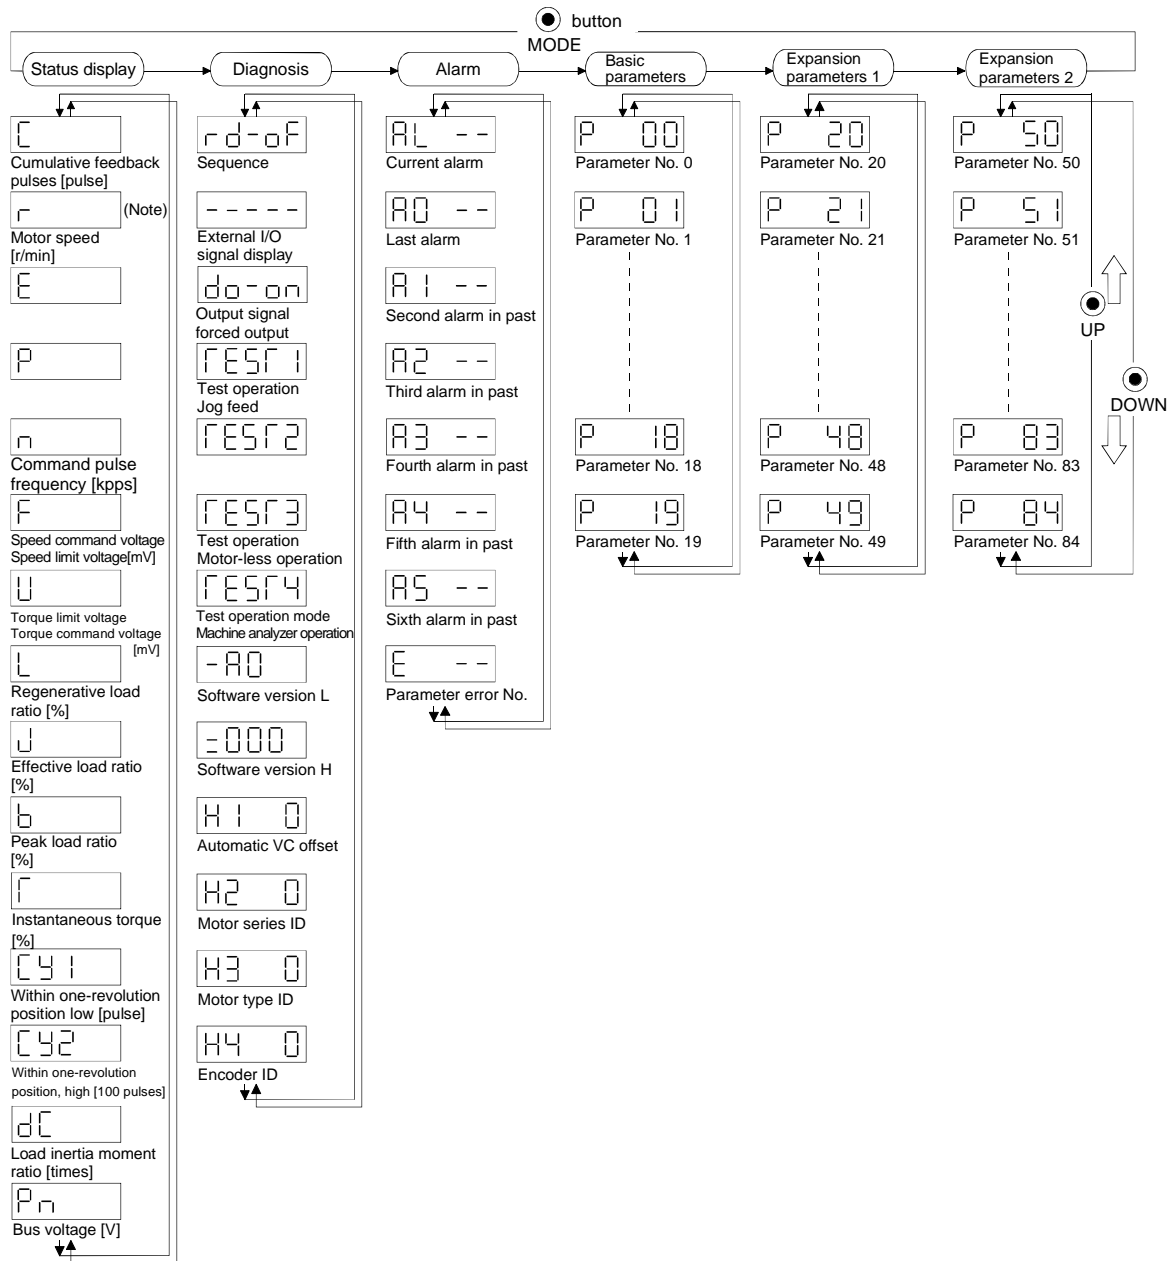 button
MODE
Status display
Diagnosis
Alarm
Basic
parameters
Expansion
parameters 1
Expansion
parameters 2
C
Cumulative feedback
pulses [pulse]
r
(Note)
Motor speed
[r/min]
E
P
n
Command pulse
frequency [kpps]
F
Speed command voltage
Speed limit voltage[mV]
U
Torque limit voltage
Torque command voltage
[mV]
L
Regenerative load
ratio [%]
J
Effective load ratio
[%]
b
Peak load ratio
[%]
T
Instantaneous torque
[%]
Cy1
Within one-revolution
position low [pulse]
Cy2
Within one-revolution
position, high [100 pulses]
dC
Load inertia moment
ratio [times]
Pn
Bus voltage [V]
rd-oF
Sequence
-----
External I/O
signal display
do-on
Output signal
forced output
TEST1
Test operation
Jog feed
TEST2
TEST3
Test operation
Motor-less operation
TEST4
Test operation mode
Machine analyzer operation
-A0
Software version L
=000
Software version H
H1 0
Automatic VC offset
H2 0
Motor series ID
H3 0
Motor type ID
H4 0
Encoder ID
AL --
Current alarm
A0 --
Last alarm
A1 --
Second alarm in past
A2 --
Third alarm in past
A3 --
Fourth alarm in past
A4 --
Fifth alarm in past
A5 --
Sixth alarm in past
E --
Parameter error No.
P 00
Parameter No. 0
P 01
Parameter No. 1
P 18
Parameter No. 18
P 19
Parameter No. 19
P 20
Parameter No. 20
P 21
Parameter No. 21
P 48
Parameter No. 48
P 49
Parameter No. 49
P 50
Parameter No. 50
P 51
Parameter No. 51
P 83
Parameter No. 83
P 84
Parameter No. 84
UP
DOWN